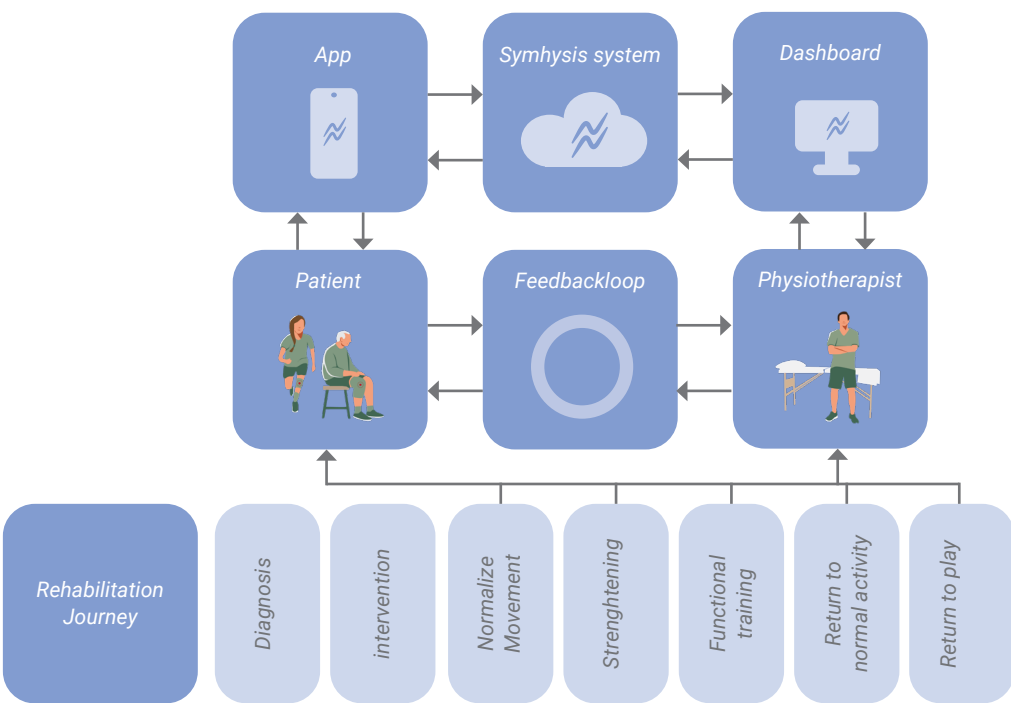 App
Symhysis system
Dashboard
Patient
Feedbackloop
Physiotherapist
Rehabilitation
Journey
Diagnosis
intervention
Normalize
Movement
Strenghtening
Functional
training
Return to
normal activity
Return to play